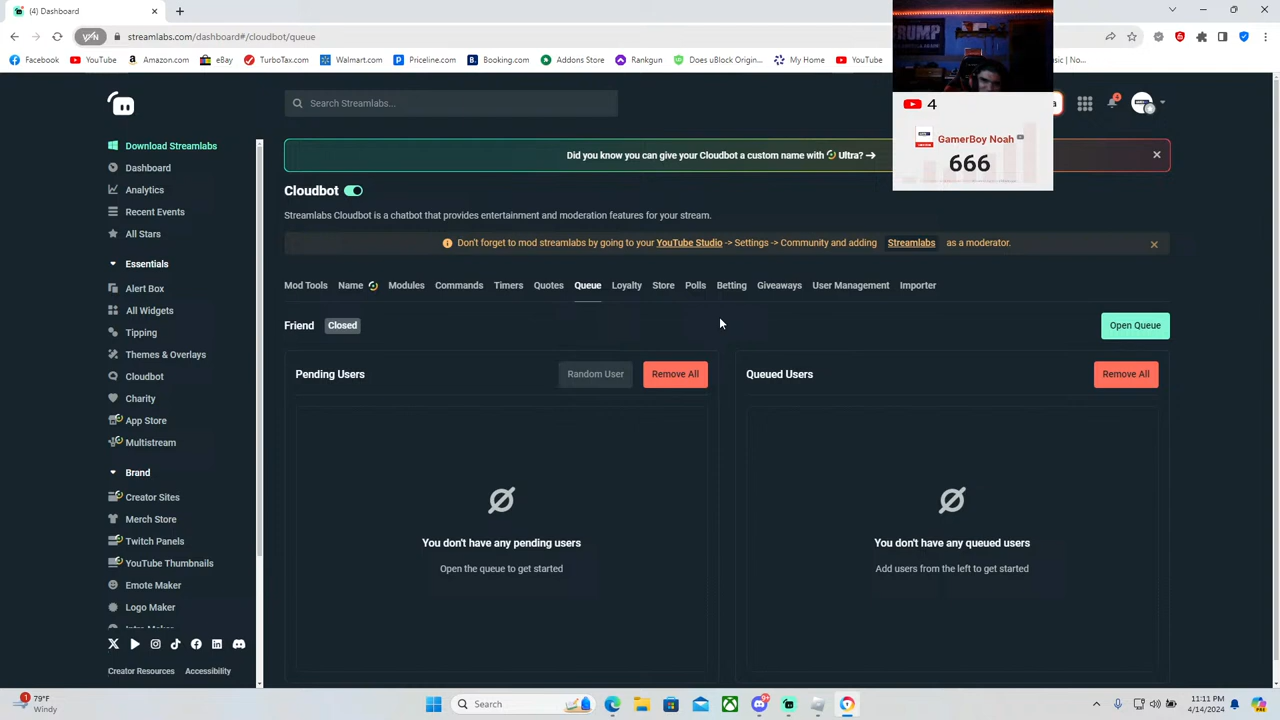 (4) Dashboard
VPN
streamlabs.com/dashboard#/cloudbot/queue
Facebook
YouTube
Amazon.com
eBay
TurboTax.com
Walmart.com
Priceline.com
Booking.com
Addons Store
Rankgun
Does uBlock Origin...
My Home
YouTube
TRUMP
4
GamerBoy Noah
666
Search Streamlabs...
4
Did you know you can give your Cloudbot a custom name with Ultra? →
Download Streamlabs
Dashboard
Analytics
Recent Events
All Stars
Essentials
Alert Box
All Widgets
Tipping
Themes & Overlays
Cloudbot
Charity
App Store
Multistream
Brand
Creator Sites
Merch Store
Twitch Panels
YouTube Thumbnails
Emote Maker
Logo Maker
Creator Resources
Accessibility
Cloudbot
Streamlabs Cloudbot is a chatbot that provides entertainment and moderation features for your stream.
Don't forget to mod streamlabs by going to your YouTube Studio -> Settings -> Community and adding Streamlabs as a moderator.
Mod Tools
Name
Modules
Commands
Timers
Quotes
Queue
Loyalty
Store
Polls
Betting
Giveaways
User Management
Importer
Friend
Closed
Open Queue
Pending Users
Random User
Remove All
You don't have any pending users
Open the queue to get started
Queued Users
Remove All
You don't have any queued users
Add users from the left to get started
1
79°F
Windy
Search
9+
11:11 PM
4/14/2024